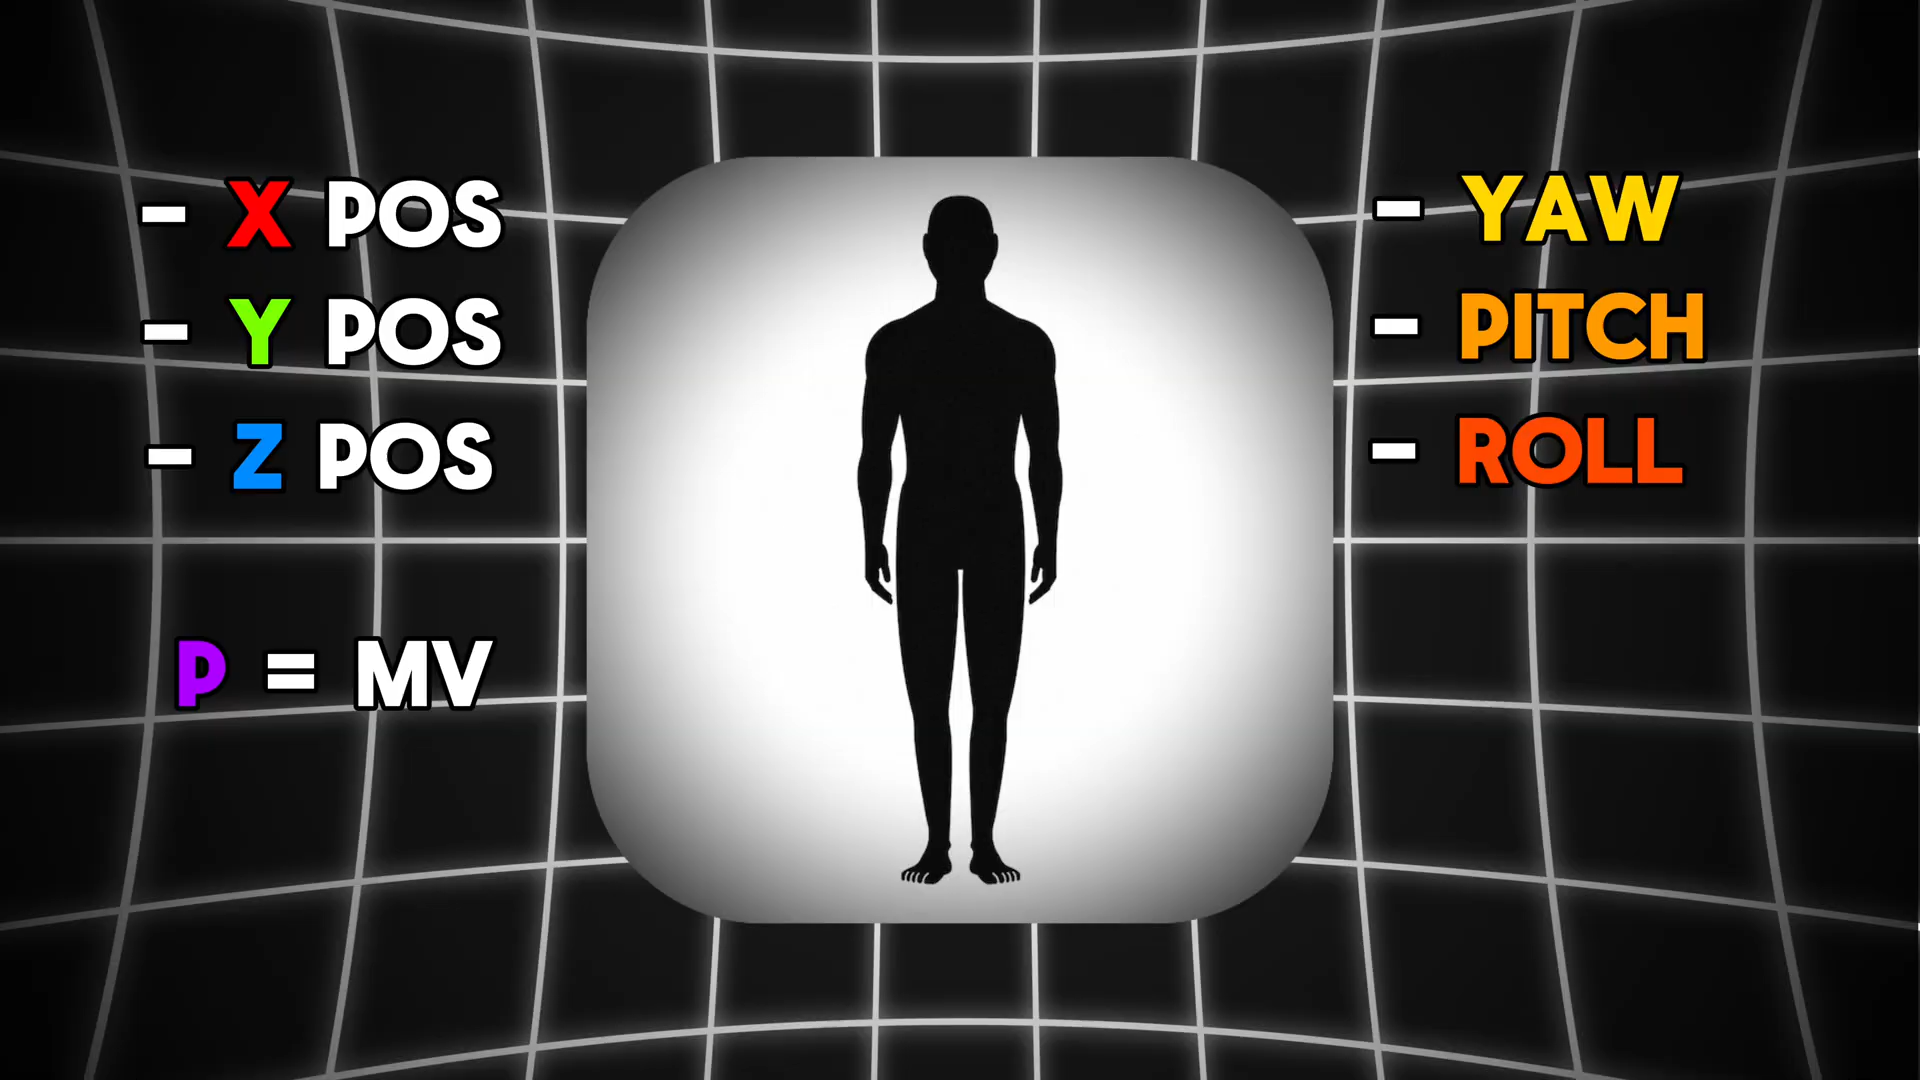 - X POS
- Y POS
- Z POS
P = MV
- YAW
- PITCH
- ROLL